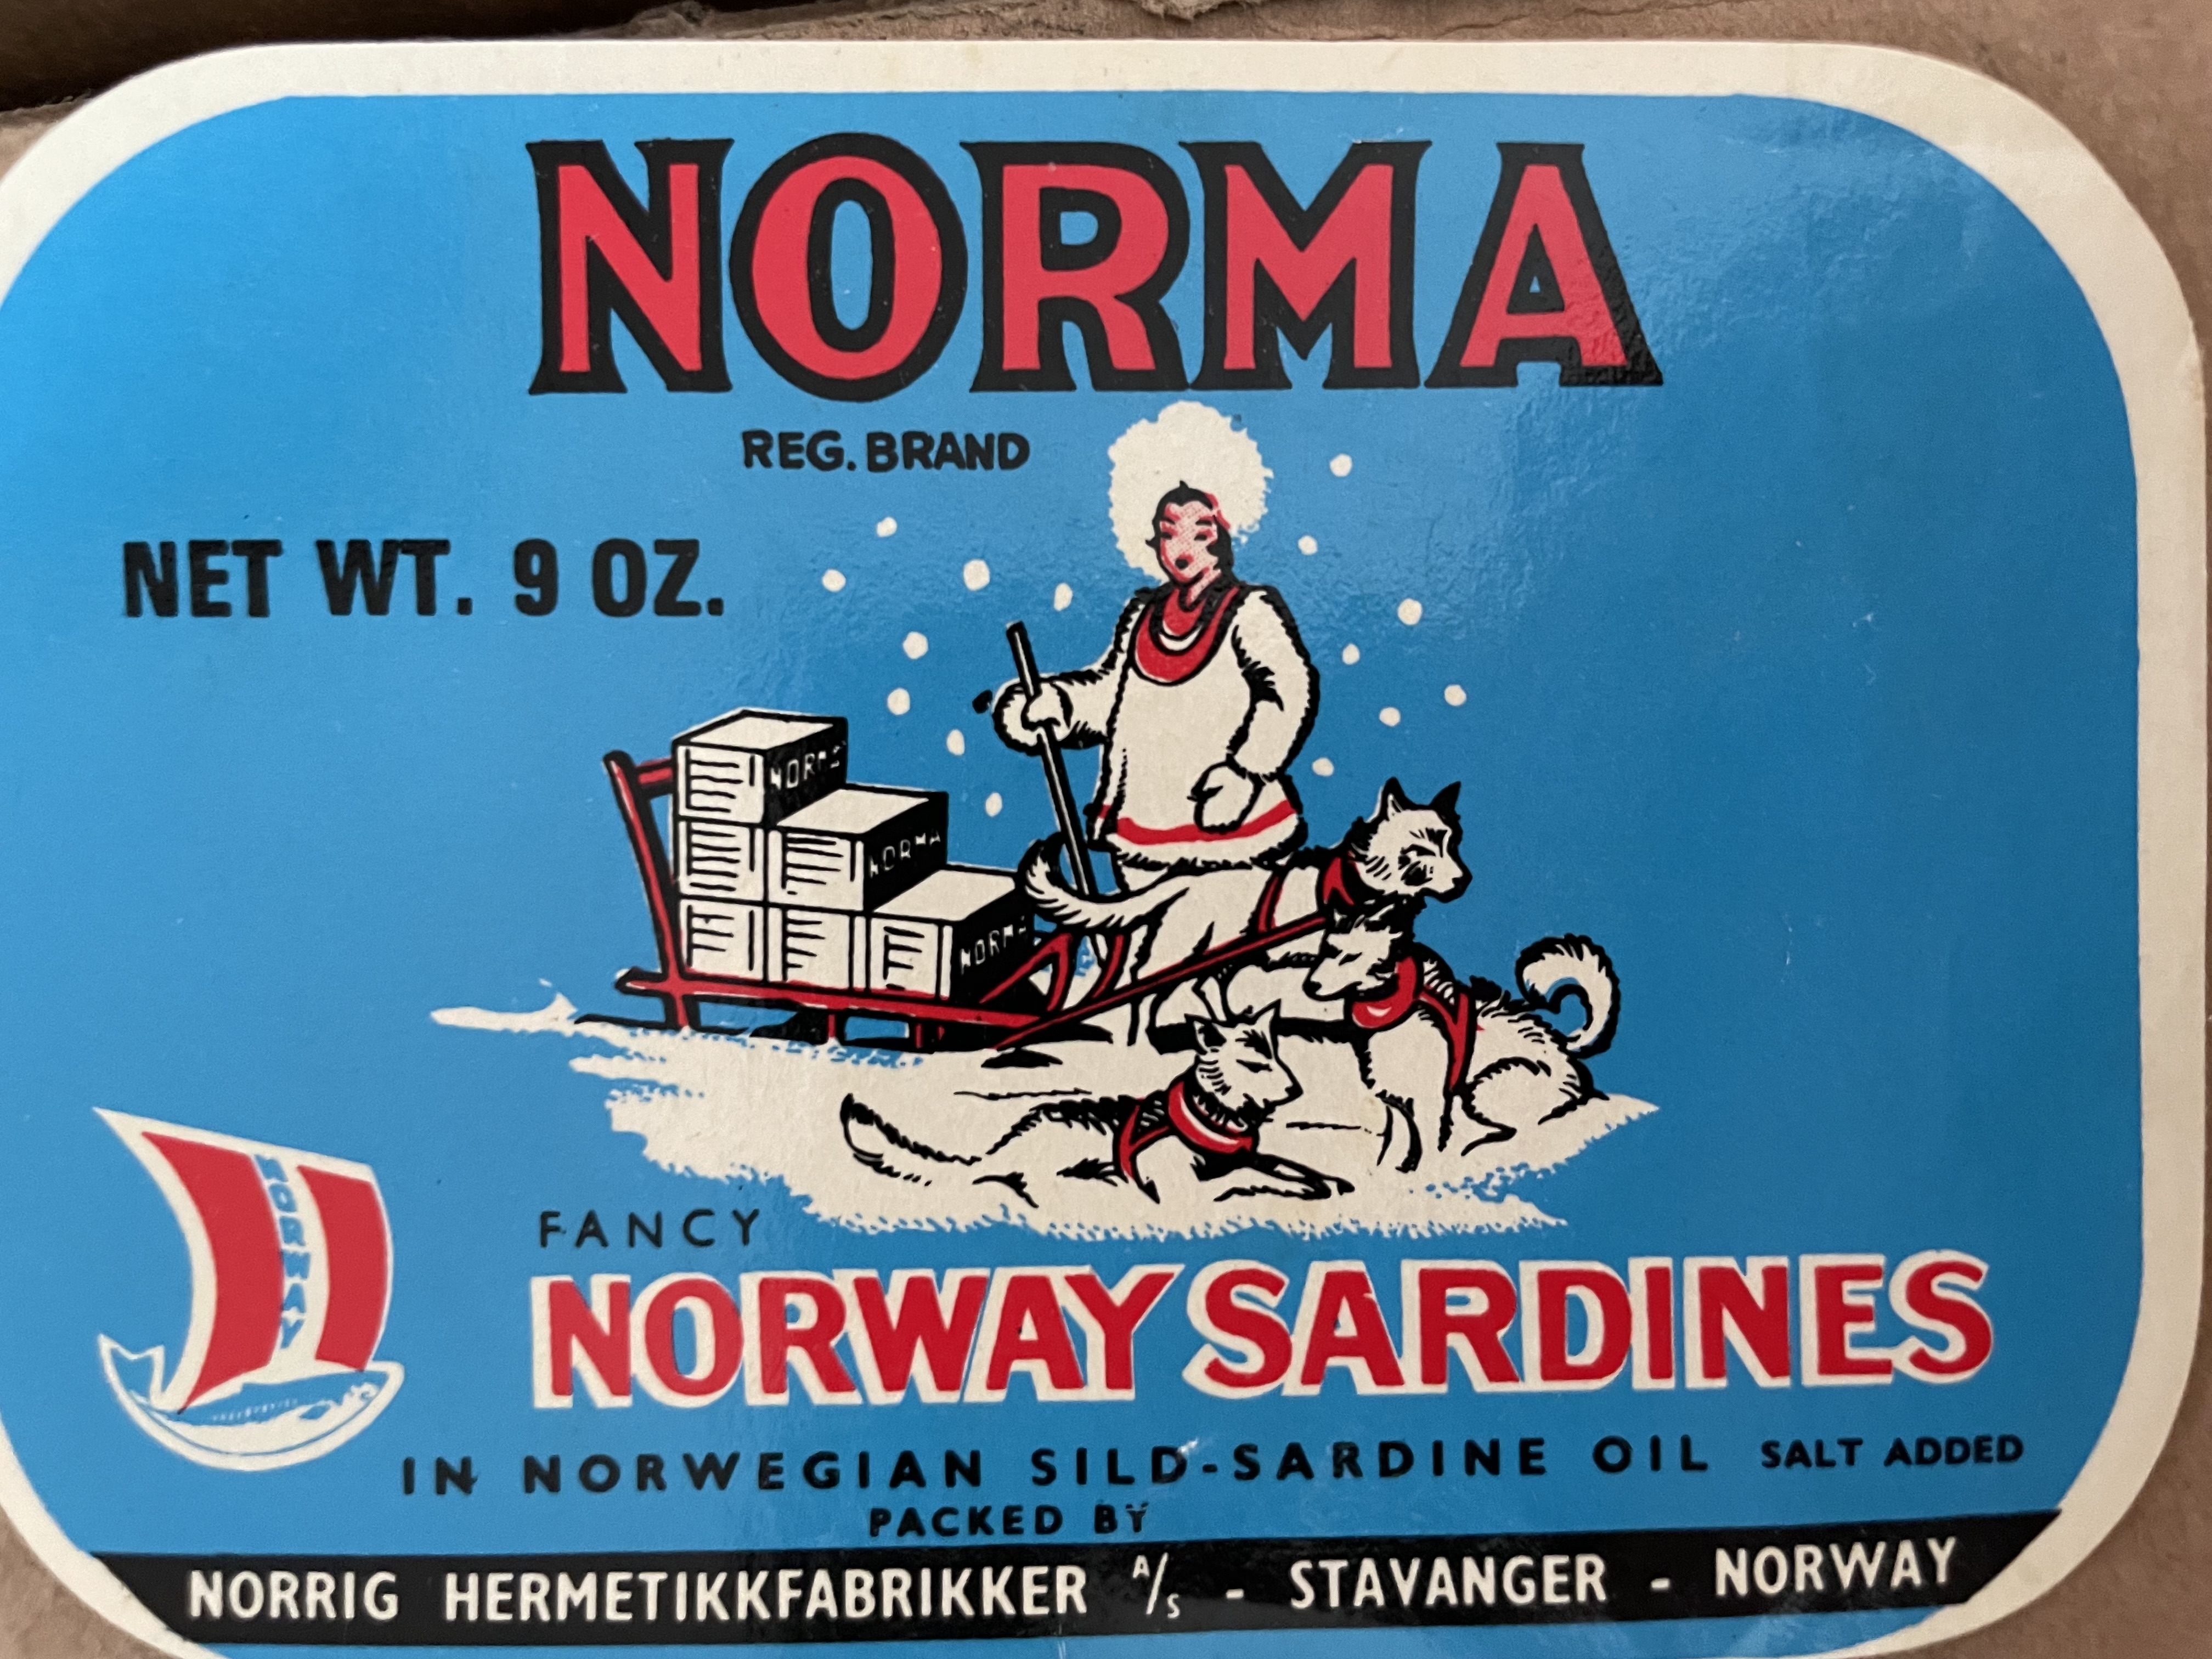 NORMA
REG. BRAND
NET WT. 9 OZ.
NORMA
NORMA
NORMA
NORWAY
FANCY
NORWAY SARDINES
IN NORWEGIAN SILD-SARDINE OIL SALT ADDED
PACKED BY
NORRIG HERMETIKKFABRIKKER A/S - STAVANGER - NORWAY